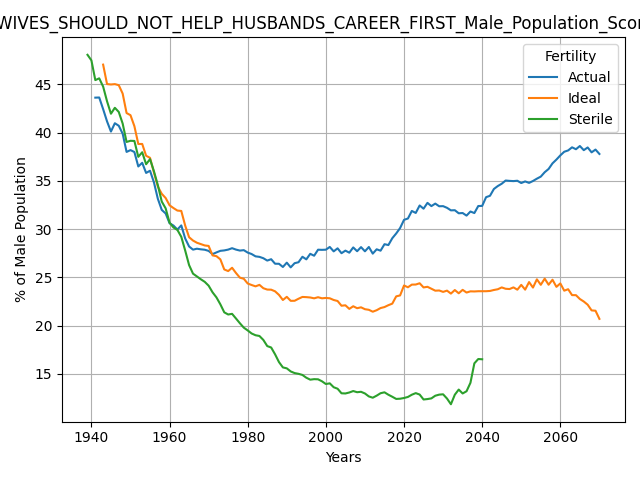 WIVES_SHOULD_NOT_HELP_HUSBANDS_CAREER_FIRST_Male_Population_Scor
Fertility
Actual
Ideal
Sterile
% of Male Population
45
40
35
30
25
20
15
1940 1960 1980 2000 2020 2040 2060
Years